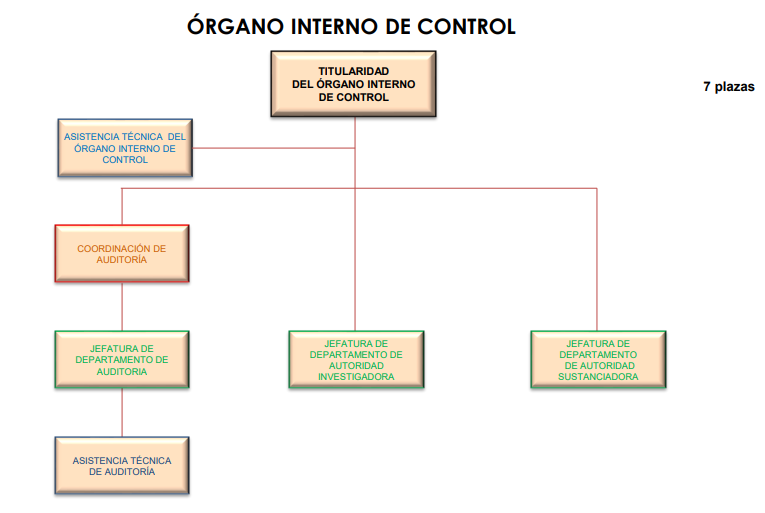 ÓRGANO INTERNO DE CONTROL
TITULARIDAD
DEL ÓRGANO INTERNO
DE CONTROL
7 plazas
ASISTENCIA TÉCNICA DEL
ÓRGANO INTERNO DE
CONTROL
COORDINACIÓN DE
AUDITORÍA
JEFATURA DE
DEPARTAMENTO DE
AUDITORIA
JEFATURA DE
DEPARTAMENTO DE
AUTORIDAD
INVESTIGADORA
JEFATURA DE
DEPARTAMENTO
DE AUTORIDAD
SUSTANCIADORA
ASISTENCIA TÉCNICA
DE AUDITORÍA